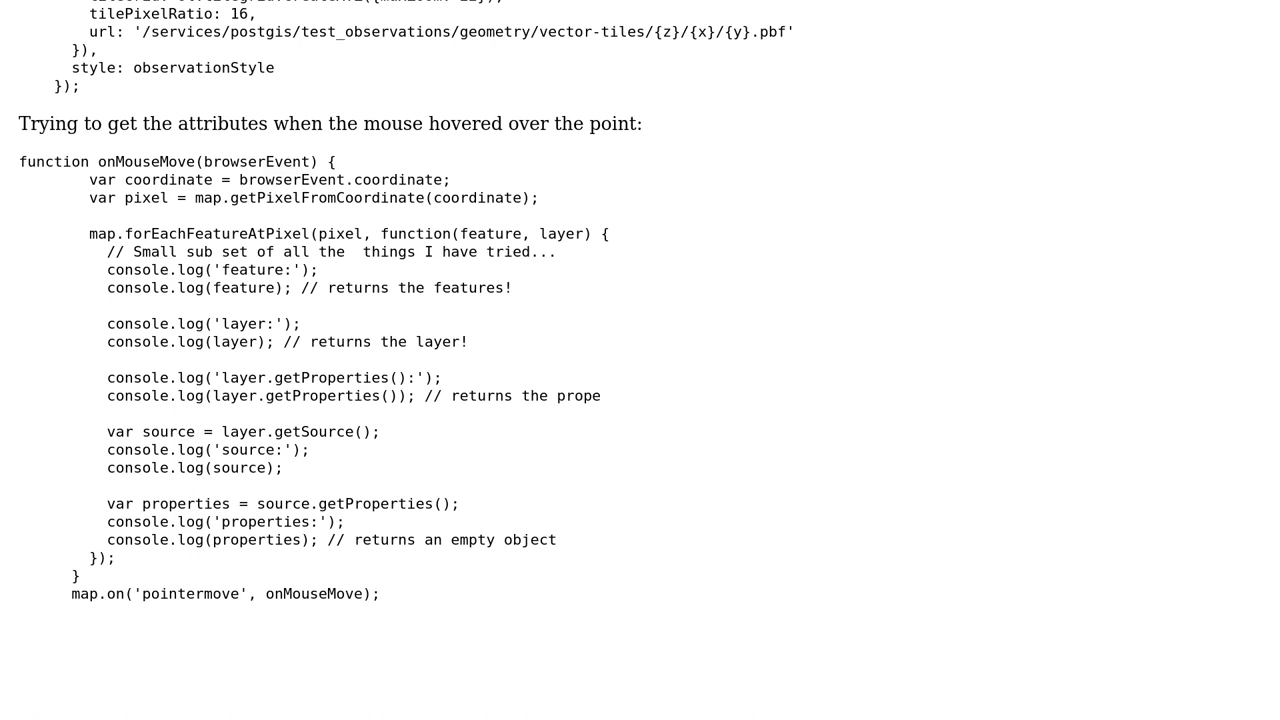 tilePixelRatio: 16,
url: '/services/postgis/test_observations/geometry/vector-tiles/{z}/{x}/{y}.pbf'
}),
style: observationStyle
});
Trying to get the attributes when the mouse hovered over the point:
function onMouseMove(browserEvent) {
var coordinate = browserEvent.coordinate;
var pixel = map.getPixelFromCoordinate(coordinate);
map.forEachFeatureAtPixel(pixel, function(feature, layer) {
// Small sub set of all the  things I have tried...
console.log('feature:');
console.log(feature); // returns the features!
console.log('layer:');
console.log(layer); // returns the layer!
console.log('layer.getProperties():');
console.log(layer.getProperties()); // returns the prope
var source = layer.getSource();
console.log('source:');
console.log(source);
var properties = source.getProperties();
console.log('properties:');
console.log(properties); // returns an empty object
});
}
map.on('pointermove', onMouseMove);